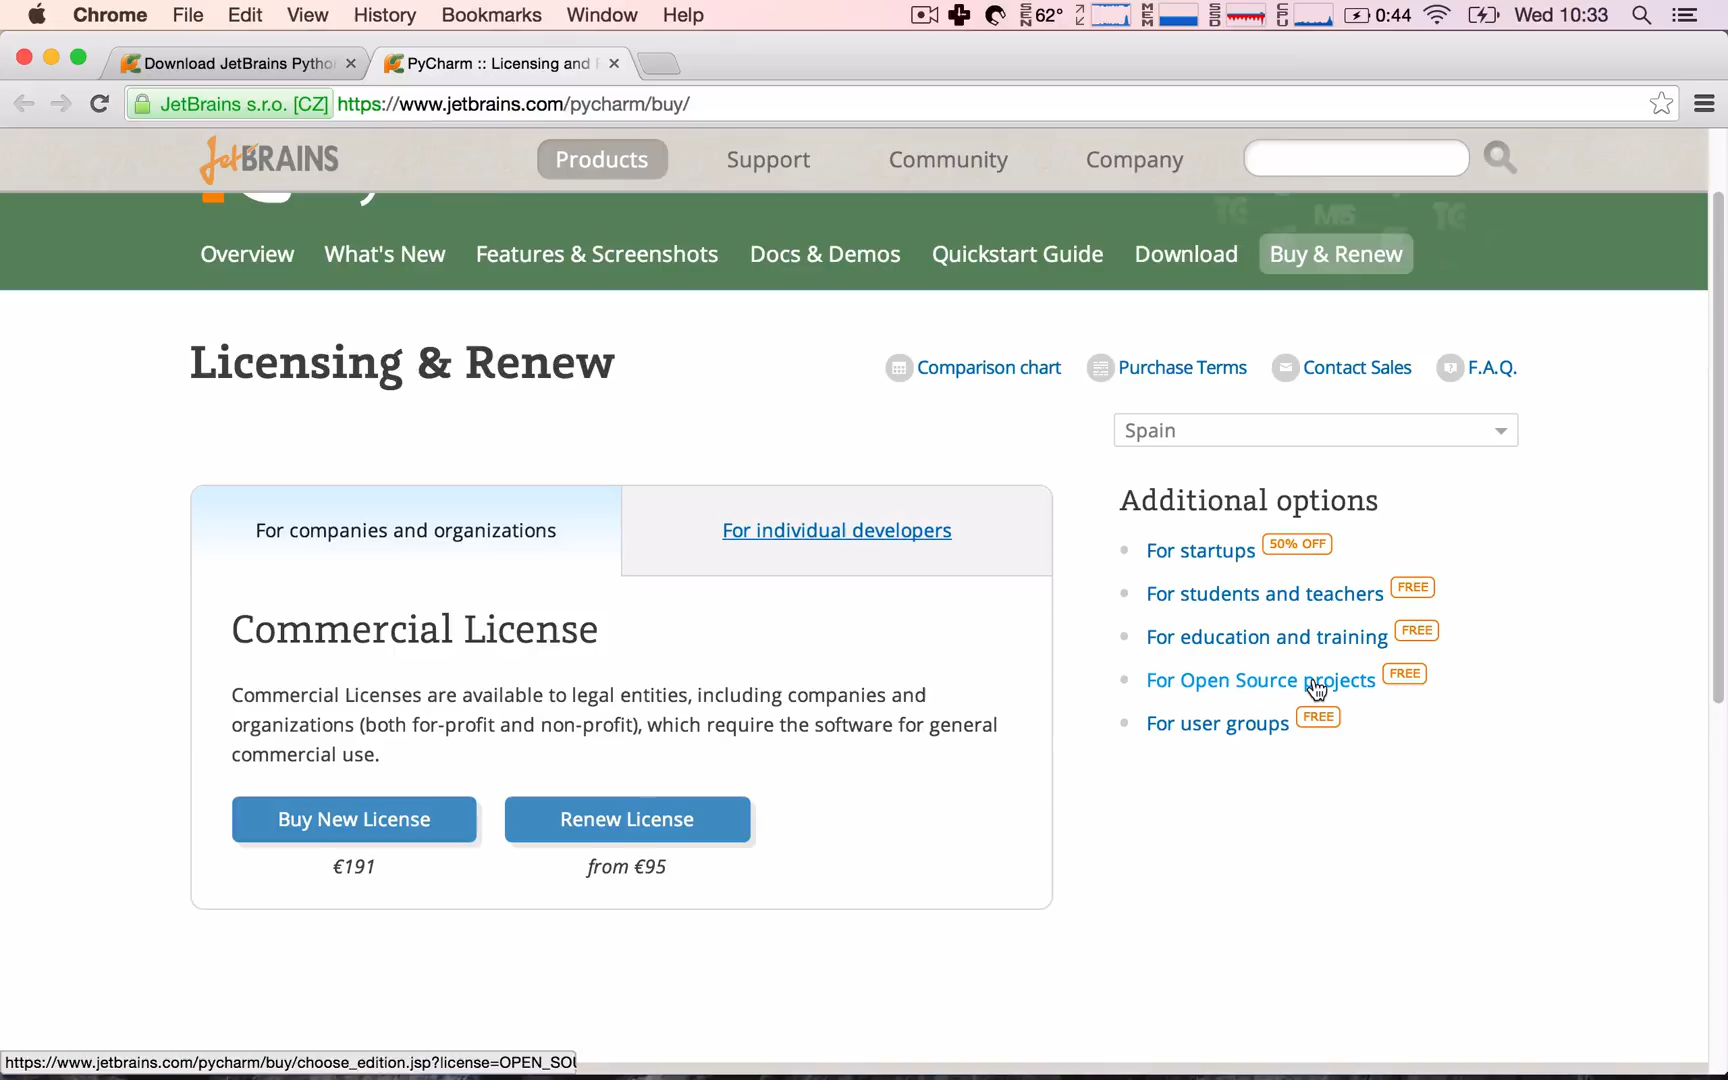 Chrome File Edit View History Bookmarks Window Help 62° 0:44 Wed 10:33
Download JetBrains Pytho
PyCharm :: Licensing and
JetBrains s.r.o. [CZ] https://www.jetbrains.com/pycharm/buy/
JetBRAINS Products Support Community Company
Overview What's New Features & Screenshots Docs & Demos Quickstart Guide Download Buy & Renew
Licensing & Renew
Comparison chart Purchase Terms Contact Sales F.A.Q.
Spain
For companies and organizations
For individual developers
Commercial License
Commercial Licenses are available to legal entities, including companies and
organizations (both for-profit and non-profit), which require the software for general
commercial use.
Buy New License
€191
Renew License
from €95
Additional options
For startups 50% OFF
For students and teachers FREE
For education and training FREE
For Open Source projects FREE
For user groups FREE
https://www.jetbrains.com/pycharm/buy/choose_edition.jsp?license=OPEN_SOU